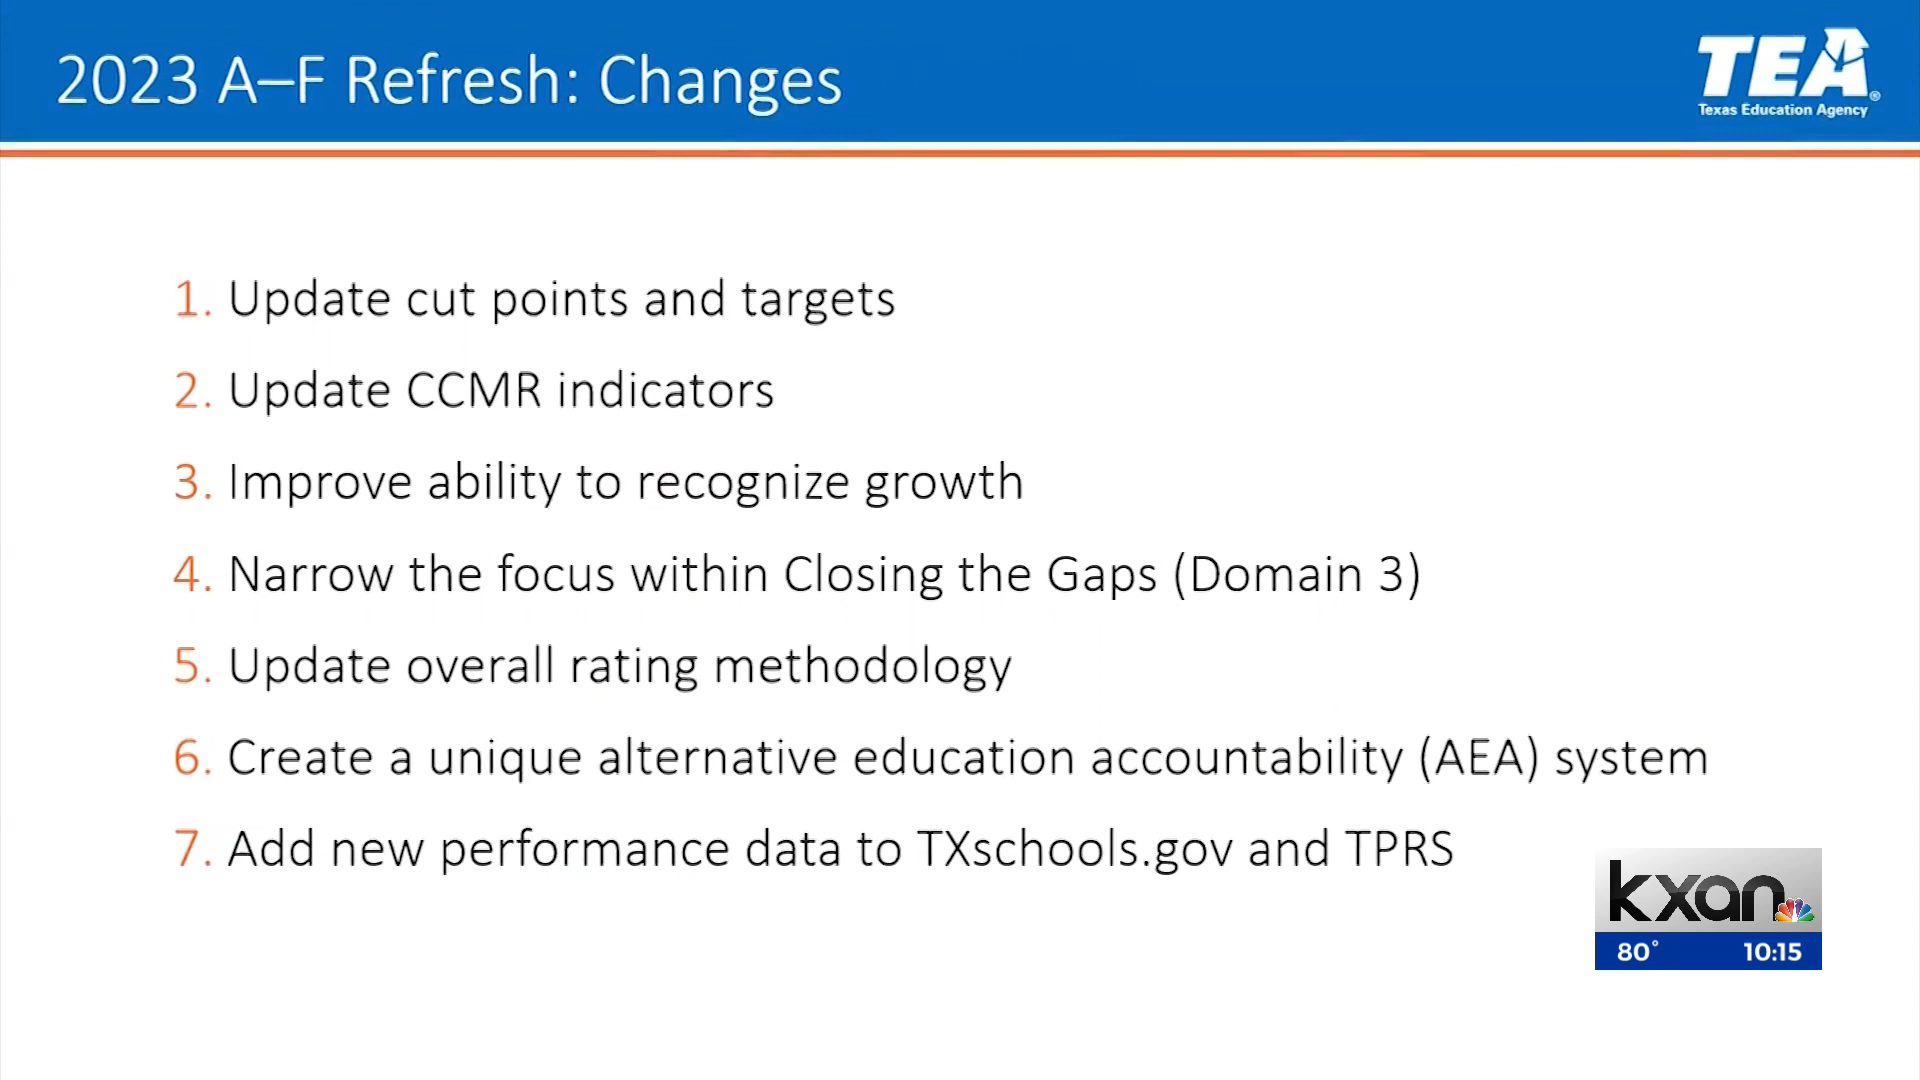 2023 A–F Refresh: Changes
TEA®
Texas Education Agency
1. Update cut points and targets
2. Update CCMR indicators
3. Improve ability to recognize growth
4. Narrow the focus within Closing the Gaps (Domain 3)
5. Update overall rating methodology
6. Create a unique alternative education accountability (AEA) system
7. Add new performance data to TXschools.gov and TPRS
kxan
80° 10:15